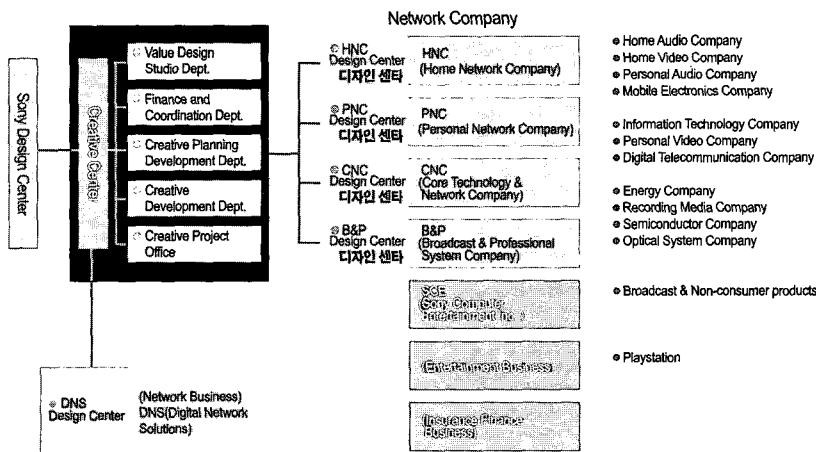 Network Company
Sony Design Center
Creative Center
Value Design
Studio Dept.
Finance and
Coordination Dept.
Creative Planning
Development Dept.
Creative
Development Dept.
Creative Project
Office
HNC
Design Center
디자인 센타
HNC
(Home Network Company)
Home Audio Company
Home Video Company
Personal Audio Company
Mobile Electronics Company
PNC
Design Center
디자인 센타
PNC
(Personal Network Company)
Information Technology Company
Personal Video Company
Digital Telecommunication Company
CNC
Design Center
디자인 센타
CNC
(Core Technology &
Network Company)
Energy Company
Recording Media Company
Semiconductor Company
Optical System Company
B&P
Design Center
디자인 센타
B&P
(Broadcast & Professional
System Company)
SCE
(Sony Computer
Entertainment Inc.)
Broadcast & Non-consumer products
(Entertainment Business)
Playstation
(Insurance Finance
Business)
DNS
Design Center
(Network Business)
DNS(Digital Network
Solutions)